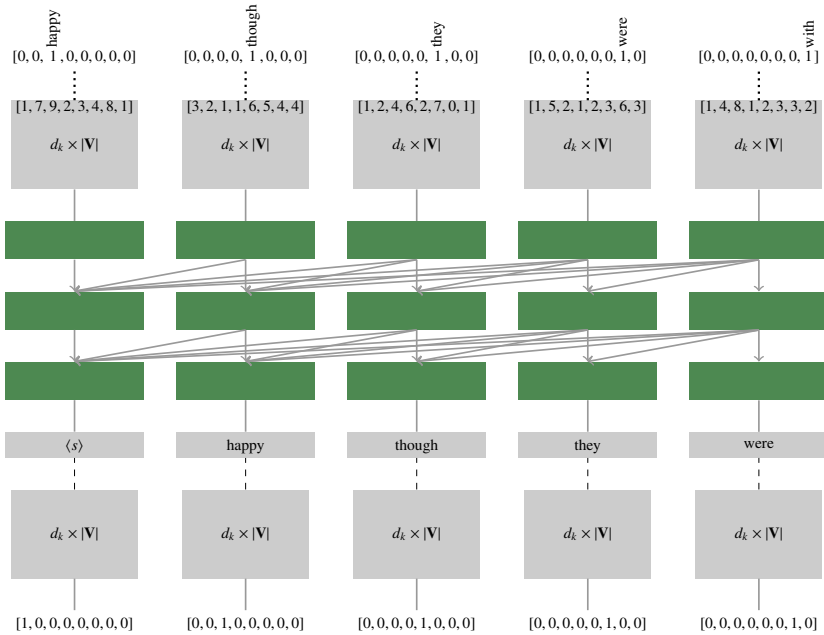 happy though they were with
[0, 0, 1, 0, 0, 0, 0, 0] [0, 0, 0, 0, 1, 0, 0, 0] [0, 0, 0, 0, 0, 1, 0, 0] [0, 0, 0, 0, 0, 0, 1, 0] [0, 0, 0, 0, 0, 0, 0, 1]
[1, 7, 9, 2, 3, 4, 8, 1] [3, 2, 1, 1, 6, 5, 4, 4] [1, 2, 4, 6, 2, 7, 0, 1] [1, 5, 2, 1, 2, 3, 6, 3] [1, 4, 8, 1, 2, 3, 3, 2]
d_k × |V| d_k × |V| d_k × |V| d_k × |V| d_k × |V|
⟨s⟩ happy though they were
d_k × |V| d_k × |V| d_k × |V| d_k × |V| d_k × |V|
[1, 0, 0, 0, 0, 0, 0, 0] [0, 0, 1, 0, 0, 0, 0, 0] [0, 0, 0, 0, 1, 0, 0, 0] [0, 0, 0, 0, 0, 1, 0, 0] [0, 0, 0, 0, 0, 0, 1, 0]